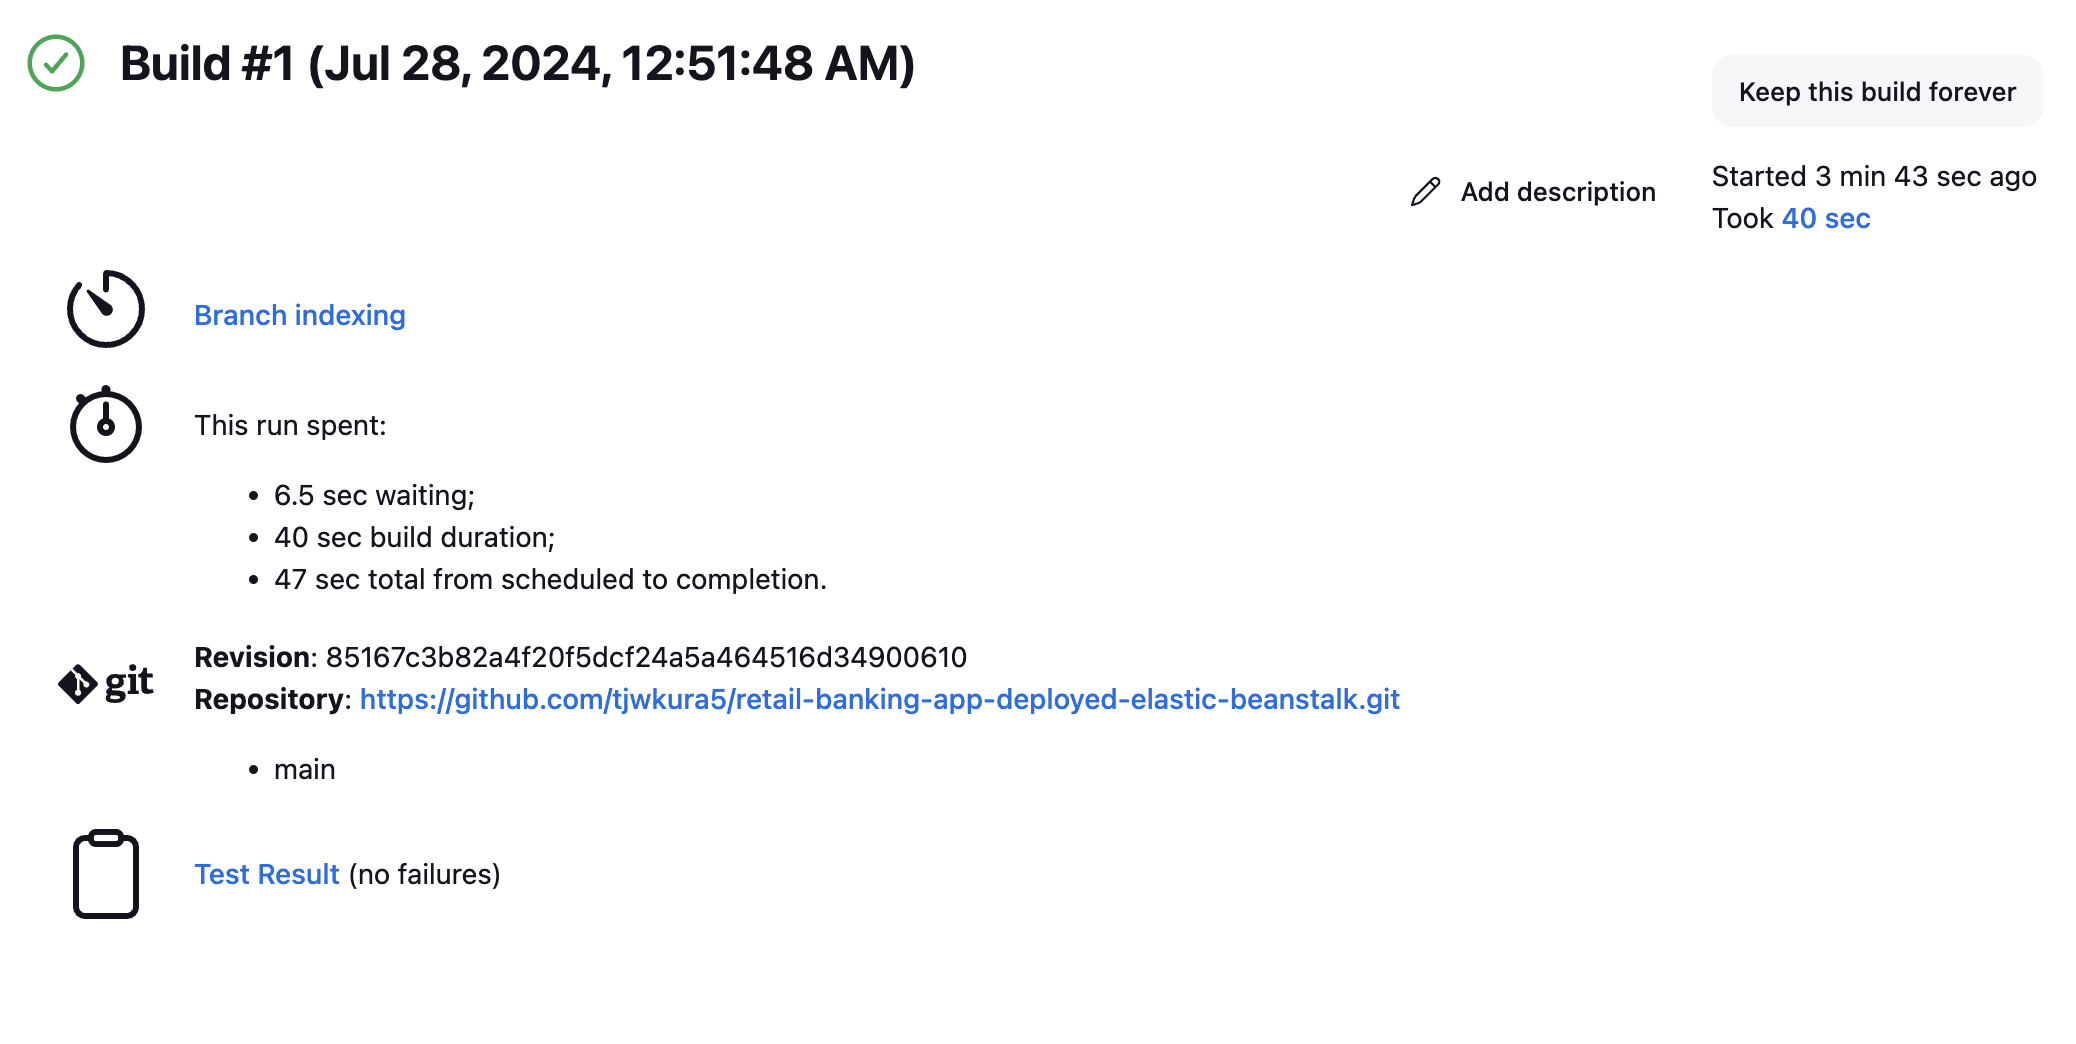 Build #1 (Jul 28, 2024, 12:51:48 AM)
Keep this build forever
Add description
Started 3 min 43 sec ago
Took 40 sec
Branch indexing
This run spent:
• 6.5 sec waiting;
• 40 sec build duration;
• 47 sec total from scheduled to completion.
git
Revision: 85167c3b82a4f20f5dcf24a5a464516d34900610
Repository: https://github.com/tjwkura5/retail-banking-app-deployed-elastic-beanstalk.git
• main
Test Result (no failures)